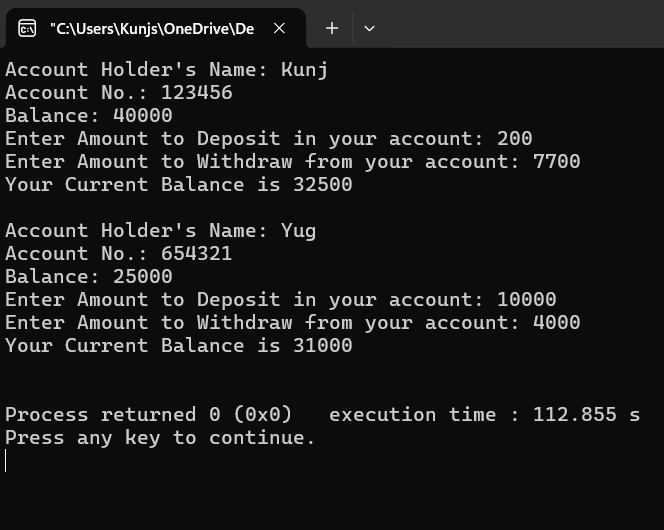 "C:\Users\Kunjs\OneDrive\De
Account Holder's Name: Kunj
Account No.: 123456
Balance: 40000
Enter Amount to Deposit in your account: 200
Enter Amount to Withdraw from your account: 7700
Your Current Balance is 32500
Account Holder's Name: Yug
Account No.: 654321
Balance: 25000
Enter Amount to Deposit in your account: 10000
Enter Amount to Withdraw from your account: 4000
Your Current Balance is 31000
Process returned 0 (0x0)   execution time : 112.855 s
Press any key to continue.